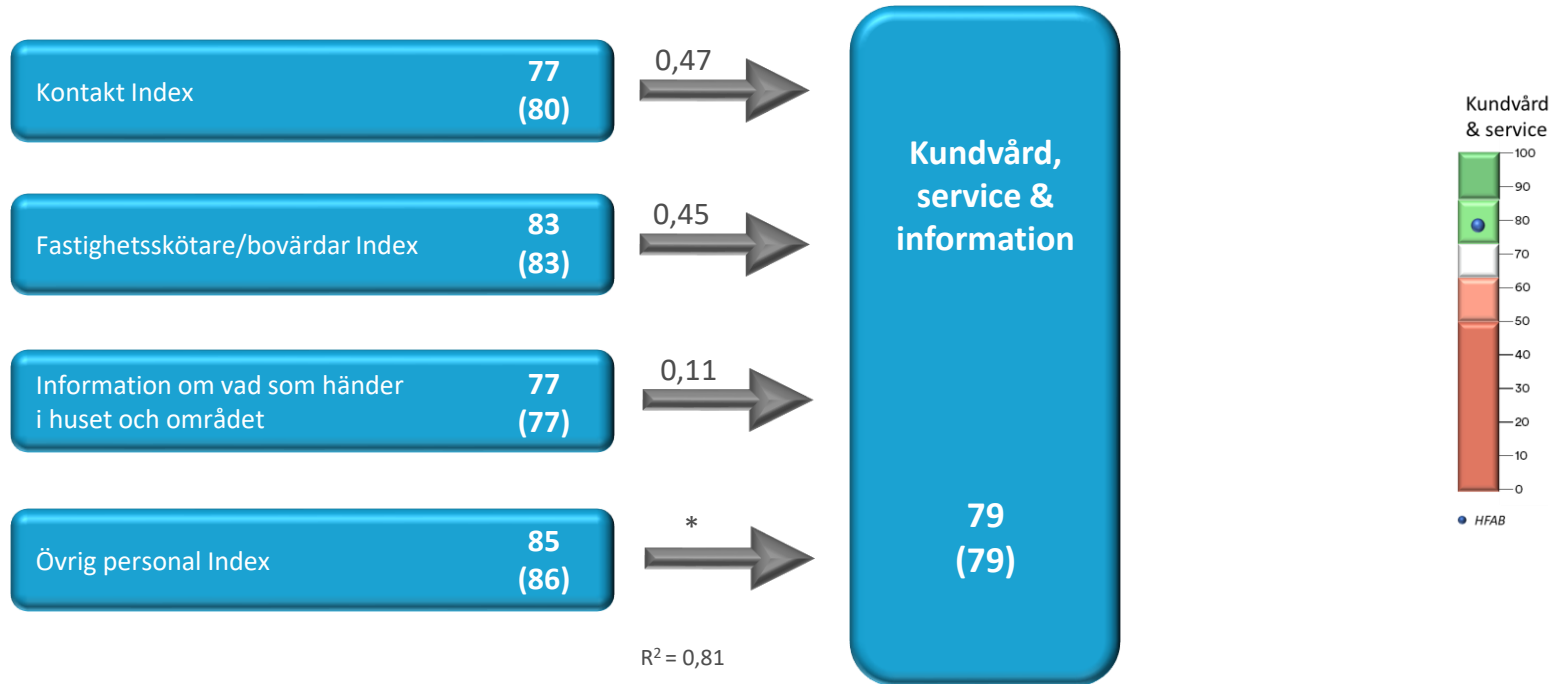 Kontakt Index
77
(80)
0,47
Fastighetsskötare/bovärdar Index
83
(83)
0,45
Information om vad som händer
i huset och området
77
(77)
0,11
Övrig personal Index
85
(86)
*
R² = 0,81
Kundvård,
service &
information
79
(79)
Kundvård
& service
100
90
80
70
60
50
40
30
20
10
0
HFAB